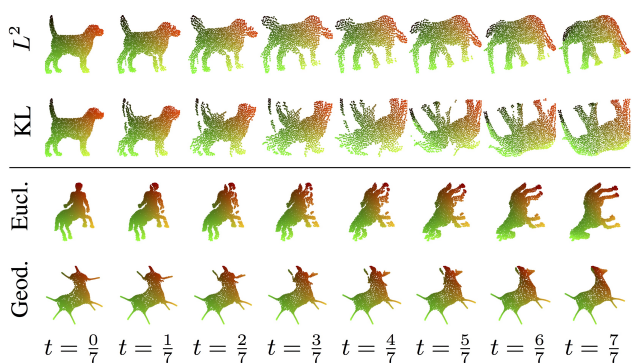 L²
KL
Eucl.
Geod.
t = 0/7 t = 1/7 t = 2/7 t = 3/7 t = 4/7 t = 5/7 t = 6/7 t = 7/7